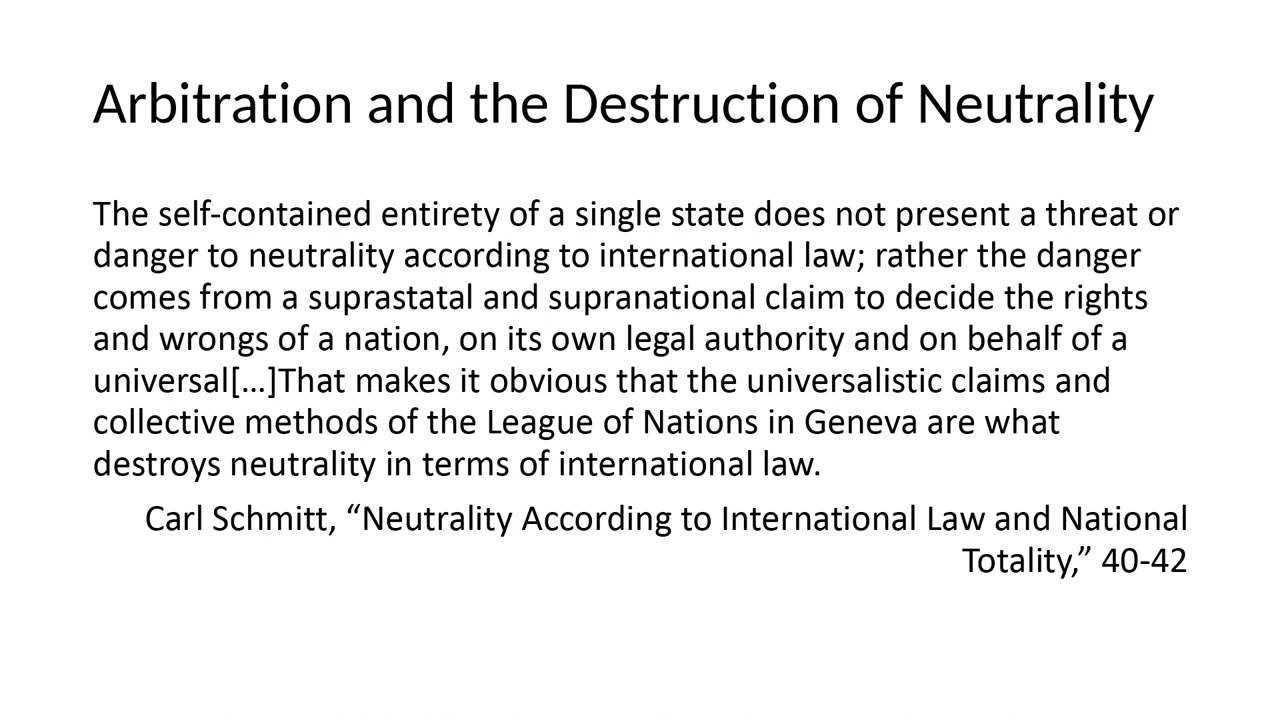 Arbitration and the Destruction of Neutrality
The self-contained entirety of a single state does not present a threat or
danger to neutrality according to international law; rather the danger
comes from a suprastatal and supranational claim to decide the rights
and wrongs of a nation, on its own legal authority and on behalf of a
universal[…]That makes it obvious that the universalistic claims and
collective methods of the League of Nations in Geneva are what
destroys neutrality in terms of international law.
Carl Schmitt, “Neutrality According to International Law and National
Totality,” 40-42